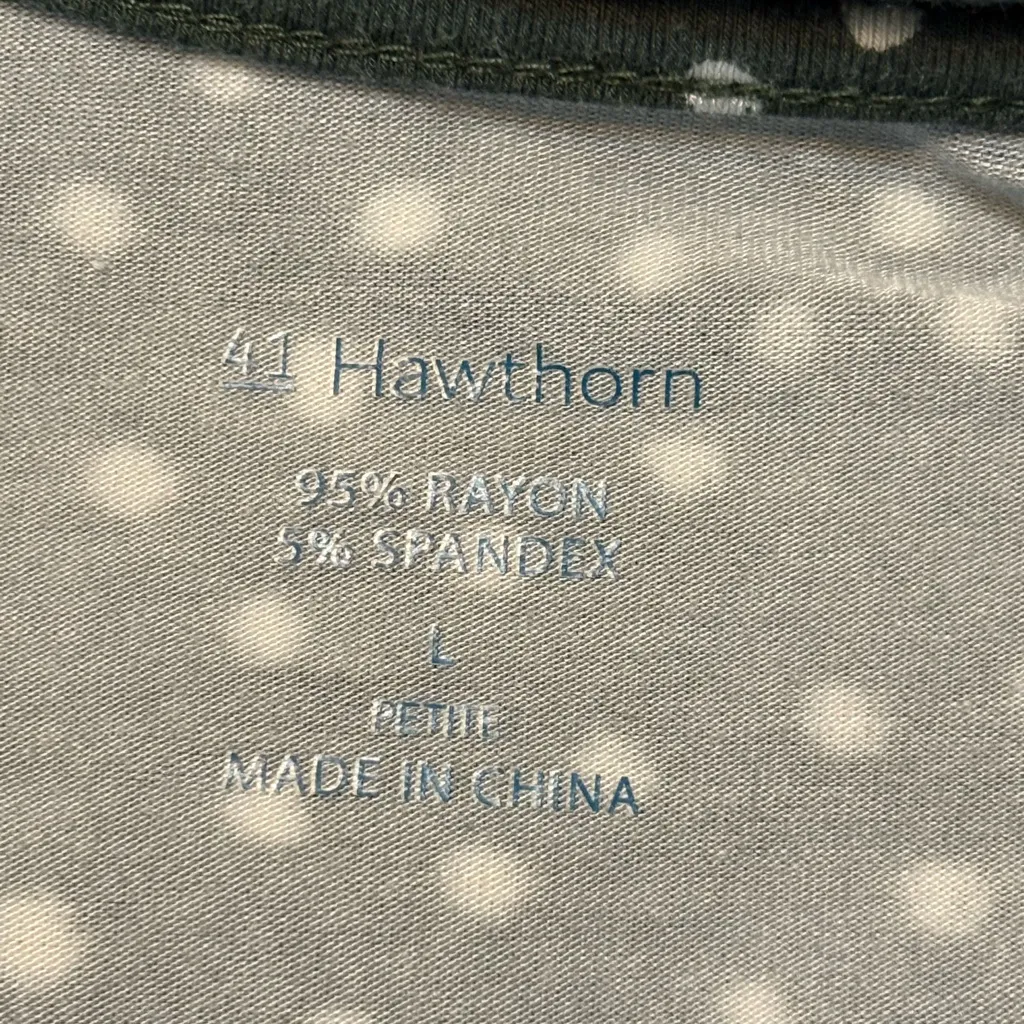 41 Hawthorn
95% RAYON
5% SPANDEX
L
PETITE
MADE IN CHINA